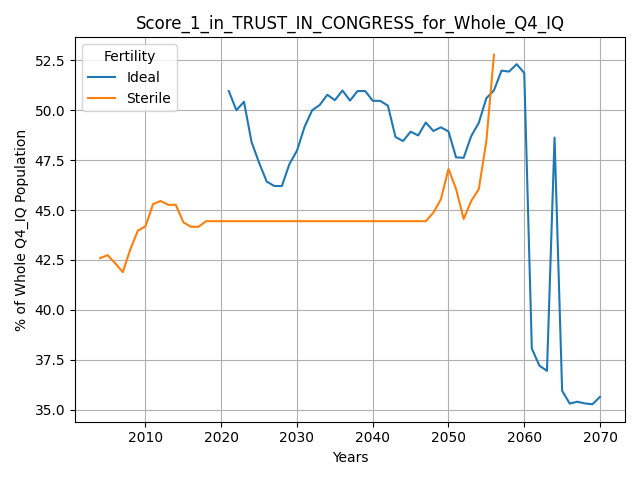 Score_1_in_TRUST_IN_CONGRESS_for_Whole_Q4_IQ
Fertility
Ideal
Sterile
% of Whole Q4_IQ Population
52.5
50.0
47.5
45.0
42.5
40.0
37.5
35.0
2010 2020 2030 2040 2050 2060 2070
Years